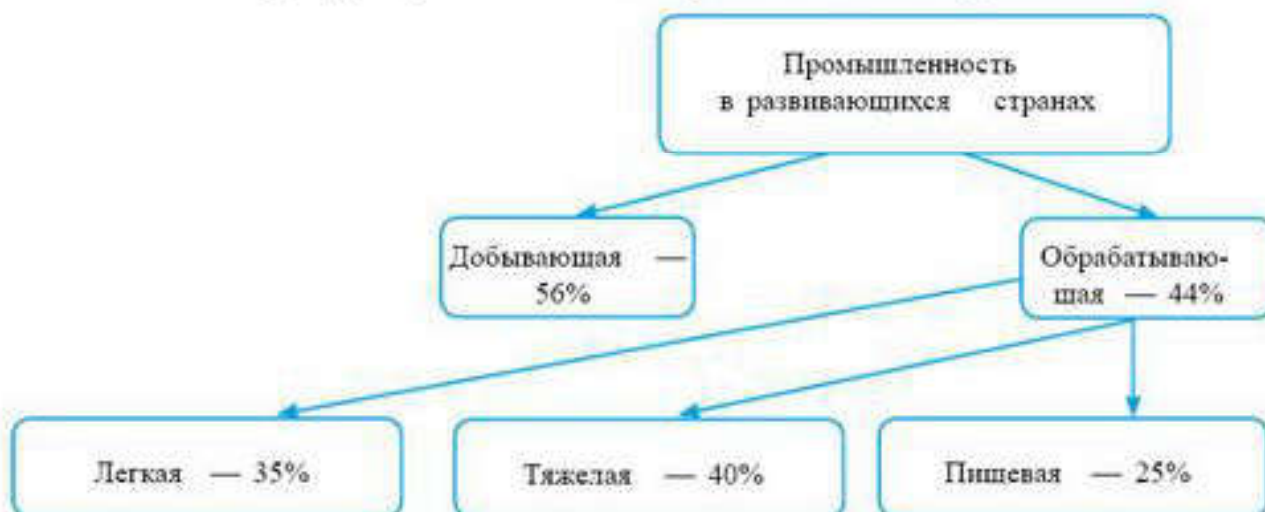 Промышленность
в развивающихся странах
Добывающая —
56%
Обрабатываю-
щая — 44%
Легкая — 35%
Тяжелая — 40%
Пищевая — 25%